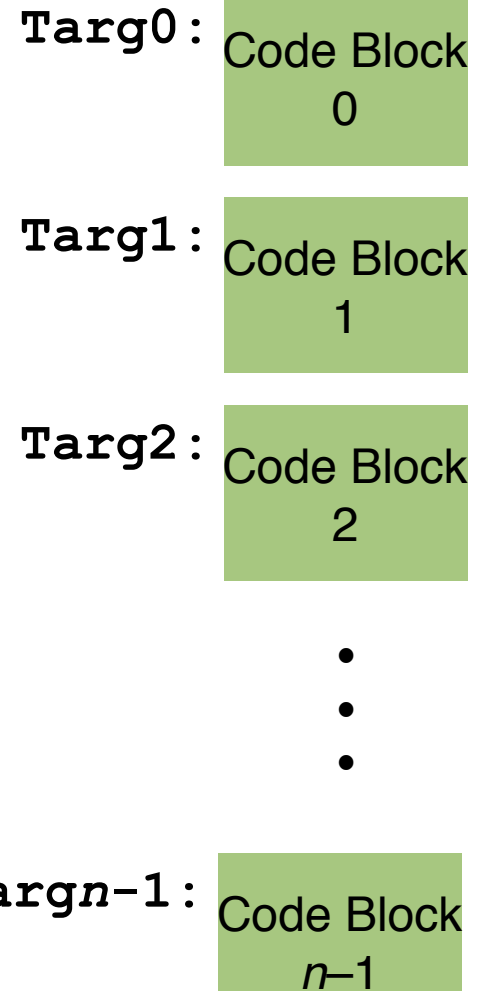 Targ0:
Code Block
0
Targ1:
Code Block
1
Targ2:
Code Block
2
•
•
•
argn-1:
Code Block
n–1